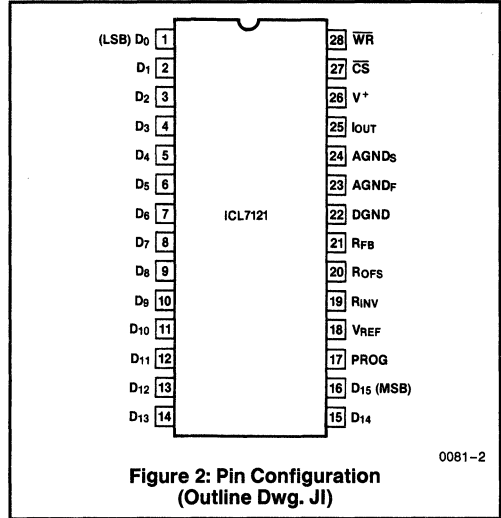 (LSB) D0 1 28 WR
D1 2 27 CS
D2 3 26 V+
D3 4 25 IOUT
D4 5 24 AGNDS
D5 6 23 AGNDF
D6 7 ICL7121 22 DGND
D7 8 21 RFB
D8 9 20 ROFS
D9 10 19 RINV
D10 11 18 VREF
D11 12 17 PROG
D12 13 16 D15 (MSB)
D13 14 15 D14
0081-2
Figure 2: Pin Configuration
(Outline Dwg. JI)